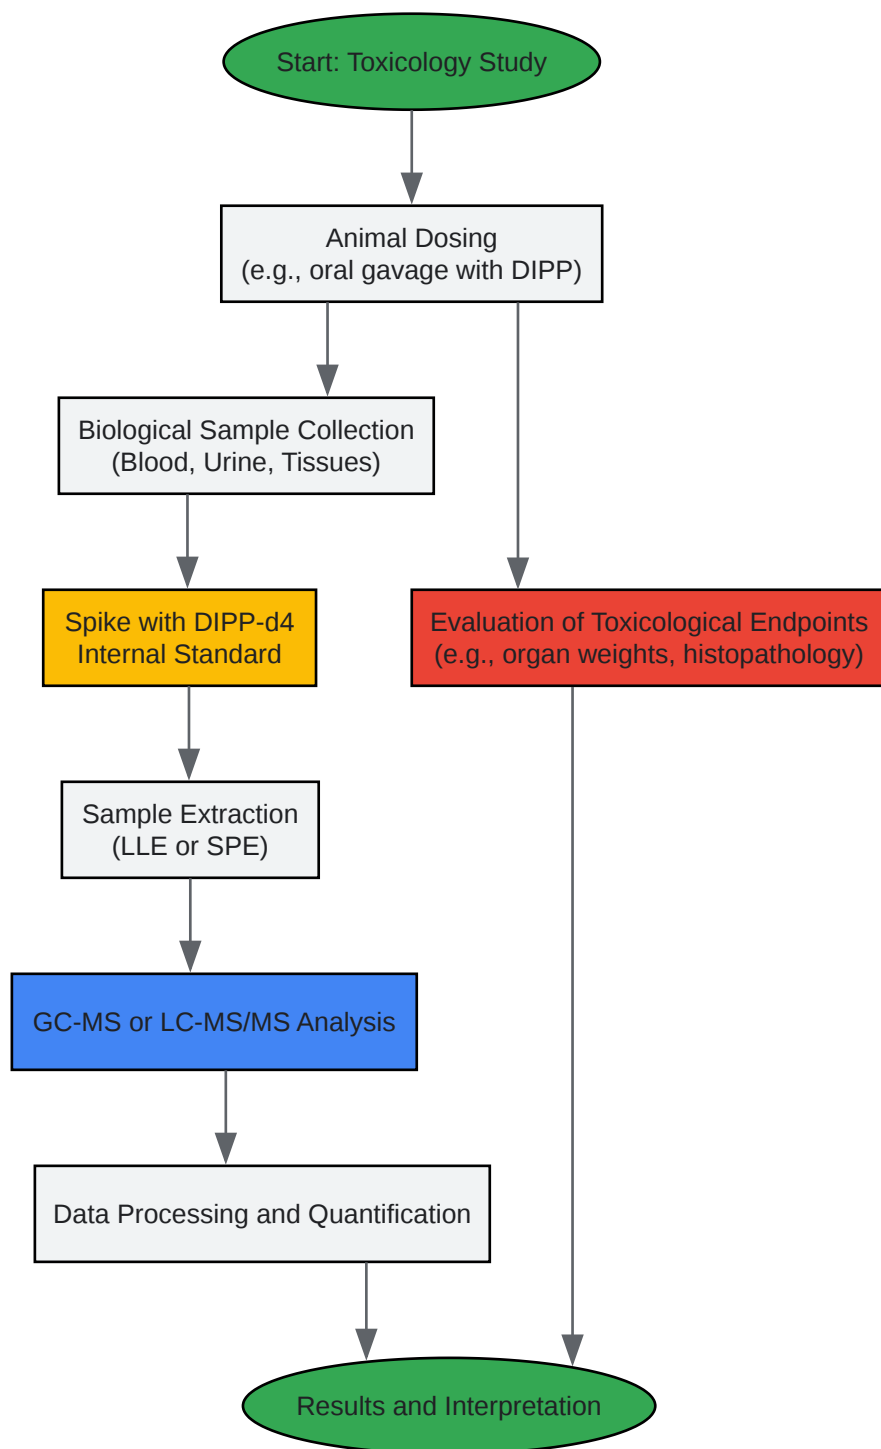 Start: Toxicology Study
Animal Dosing
(e.g., oral gavage with DIPP)
Biological Sample Collection
(Blood, Urine, Tissues)
Spike with DIPP-d4
Internal Standard
Evaluation of Toxicological Endpoints
(e.g., organ weights, histopathology)
Sample Extraction
(LLE or SPE)
GC-MS or LC-MS/MS Analysis
Data Processing and Quantification
Results and Interpretation